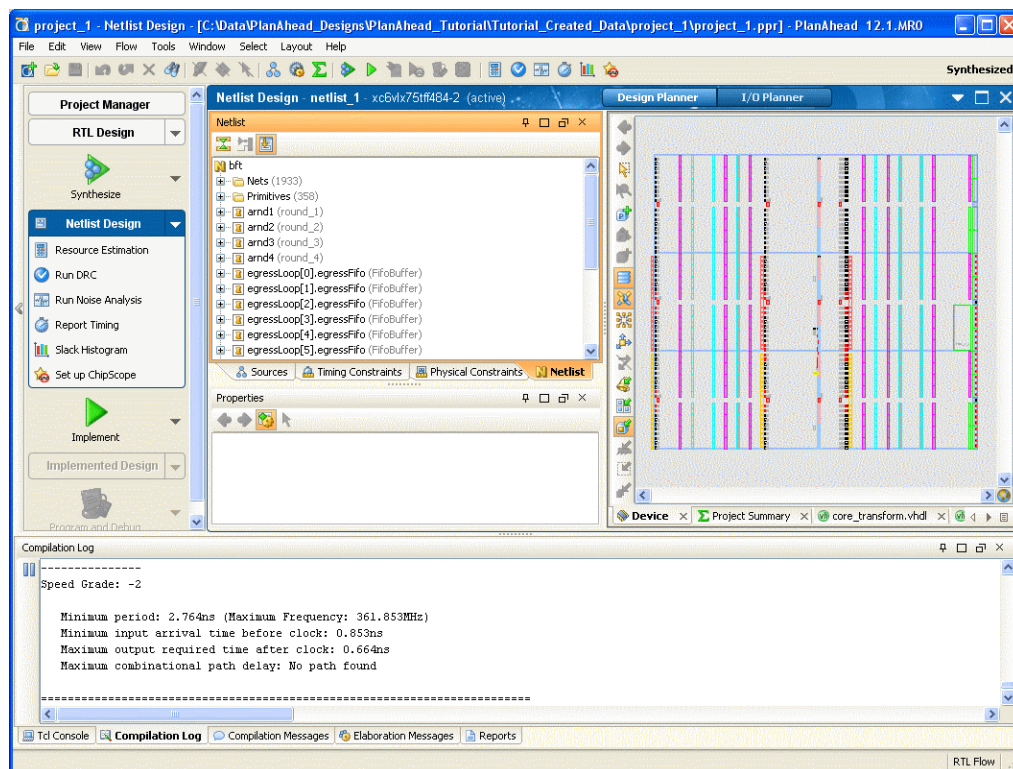 project_1 - Netlist Design - [C:\Data\PlanAhead_Designs\PlanAhead_Tutorial\Tutorial_Created_Data\project_1\project_1.ppr] - PlanAhead 12.1.MR0
File Edit View Flow Tools Window Select Layout Help
Synthesized
Project Manager
RTL Design
Synthesize
Netlist Design
Resource Estimation
Run DRC
Run Noise Analysis
Report Timing
Slack Histogram
Set up ChipScope
Implement
Implemented Design
Program and Debug
Netlist Design - netlist_1 - xc6vlx75tff484-2 (active)
Design Planner I/O Planner
Netlist
bft
Nets (1933)
Primitives (358)
arnd1 (round_1)
arnd2 (round_2)
arnd3 (round_3)
arnd4 (round_4)
egressLoop[0].egressFifo (FifoBuffer)
egressLoop[1].egressFifo (FifoBuffer)
egressLoop[2].egressFifo (FifoBuffer)
egressLoop[3].egressFifo (FifoBuffer)
egressLoop[4].egressFifo (FifoBuffer)
egressLoop[5].egressFifo (FifoBuffer)
Sources Timing Constraints Physical Constraints Netlist
Properties
Device Project Summary core_transform.vhdl
Compilation Log
---------------
Speed Grade: -2
Minimum period: 2.764ns (Maximum Frequency: 361.853MHz)
Minimum input arrival time before clock: 0.853ns
Maximum output required time after clock: 0.664ns
Maximum combinational path delay: No path found
=========================================================================
Tcl Console Compilation Log Compilation Messages Elaboration Messages Reports
RTL Flow